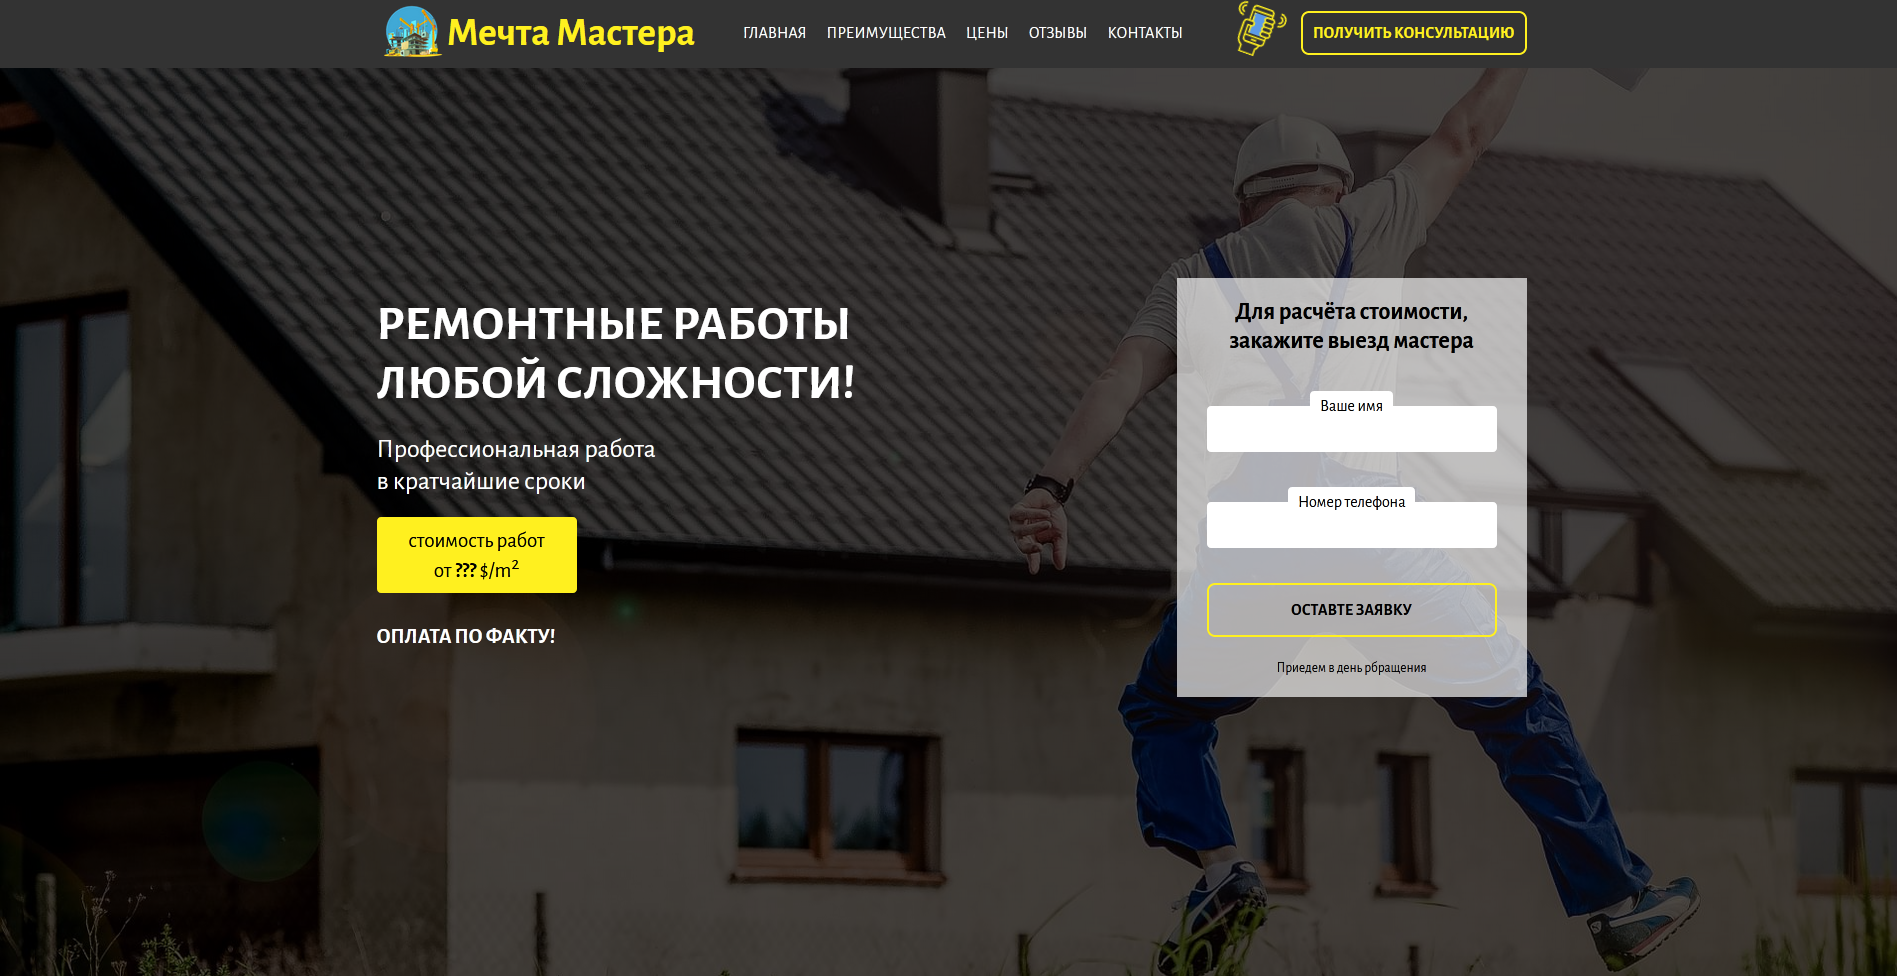 Мечта Мастера
ГЛАВНАЯ ПРЕИМУЩЕСТВА ЦЕНЫ ОТЗЫВЫ КОНТАКТЫ
ПОЛУЧИТЬ КОНСУЛЬТАЦИЮ
РЕМОНТНЫЕ РАБОТЫ
ЛЮБОЙ СЛОЖНОСТИ!
Профессиональная работа
в кратчайшие сроки
стоимость работ
от ??? $/m²
ОПЛАТА ПО ФАКТУ!
Для расчёта стоимости,
закажите выезд мастера
Ваше имя
Номер телефона
ОСТАВТЕ ЗАЯВКУ
Приедем в день рбращения